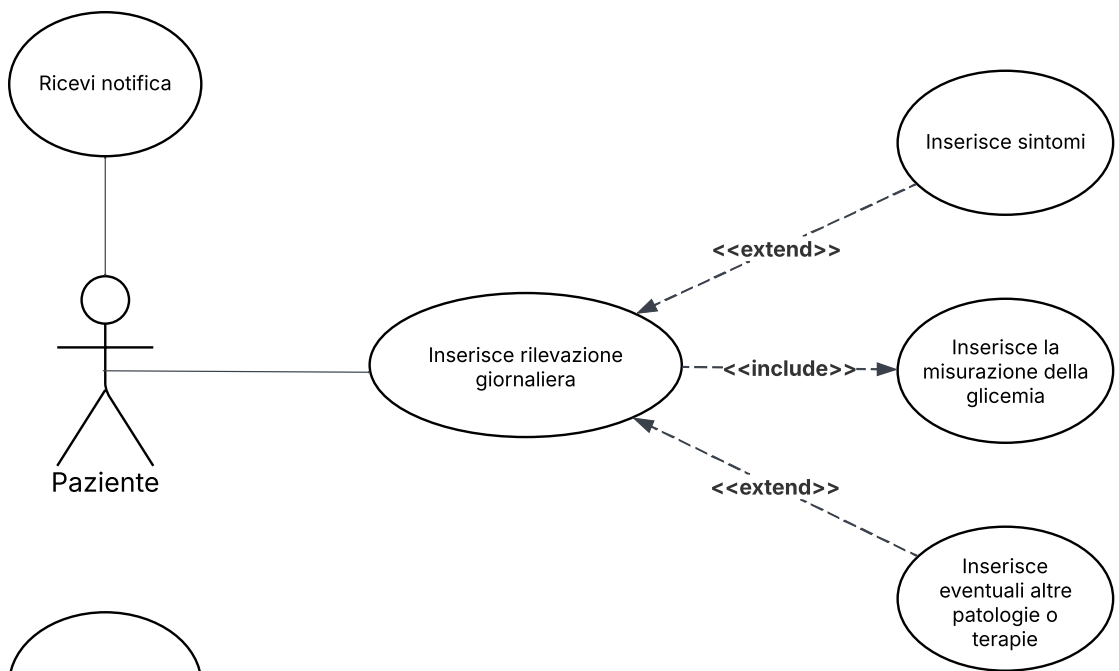 Ricevi notifica
Inserisce sintomi
<<extend>>
Inserisce rilevazione
giornaliera
<<include>>
Inserisce la
misurazione della
glicemia
Paziente
<<extend>>
Inserisce
eventuali altre
patologie o
terapie